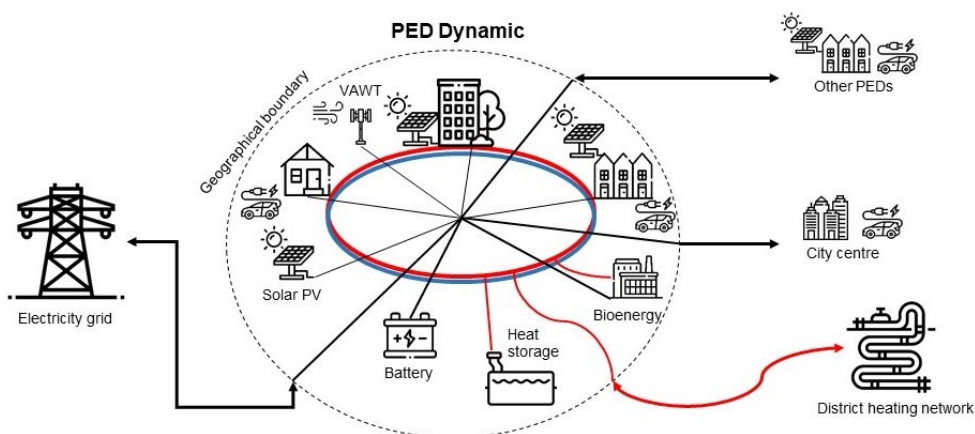 PED Dynamic
Geographical boundary
VAWT
Other PEDs
Electricity grid
Solar PV
City centre
Bioenergy
Battery
Heat
storage
District heating network